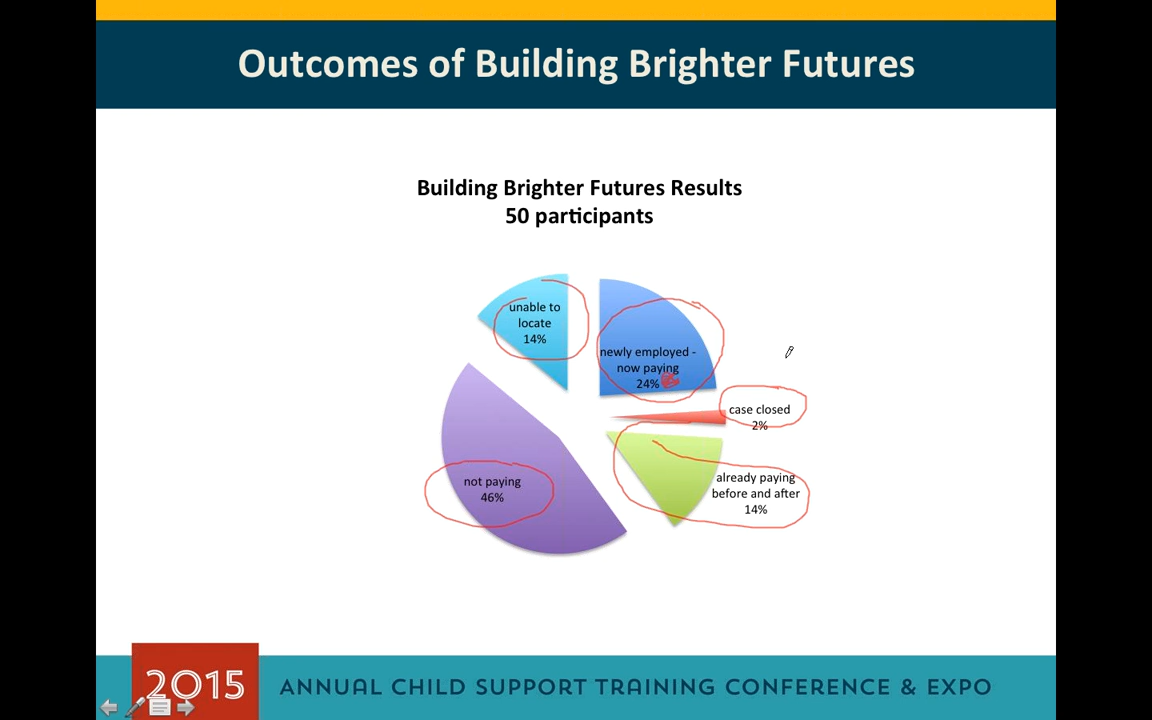 Outcomes of Building Brighter Futures
Building Brighter Futures Results
50 participants
unable to
locate
14%
newly employed -
now paying
24%
case closed
2%
already paying
before and after
14%
not paying
46%
2015
ANNUAL CHILD SUPPORT TRAINING CONFERENCE & EXPO